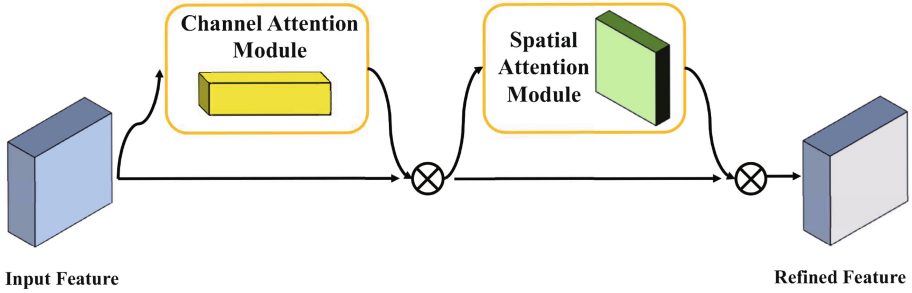 Channel Attention
Module
Spatial
Attention
Module
Input Feature
Refined Feature